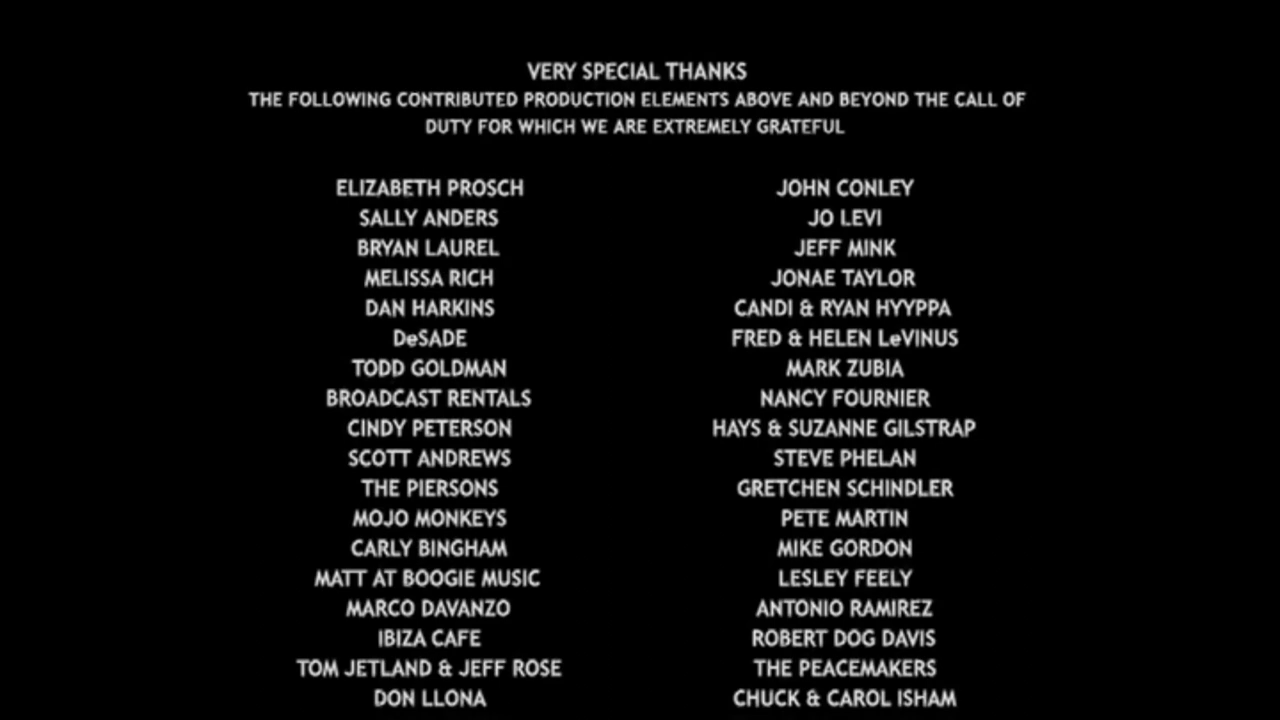 VERY SPECIAL THANKS
THE FOLLOWING CONTRIBUTED PRODUCTION ELEMENTS ABOVE AND BEYOND THE CALL OF
DUTY FOR WHICH WE ARE EXTREMELY GRATEFUL
ELIZABETH PROSCH
SALLY ANDERS
BRYAN LAUREL
MELISSA RICH
DAN HARKINS
DeSADE
TODD GOLDMAN
BROADCAST RENTALS
CINDY PETERSON
SCOTT ANDREWS
THE PIERSONS
MOJO MONKEYS
CARLY BINGHAM
MATT AT BOOGIE MUSIC
MARCO DAVANZO
IBIZA CAFE
TOM JETLAND & JEFF ROSE
DON LLONA
JOHN CONLEY
JO LEVI
JEFF MINK
JONAE TAYLOR
CANDI & RYAN HYYPPA
FRED & HELEN LeVINUS
MARK ZUBIA
NANCY FOURNIER
HAYS & SUZANNE GILSTRAP
STEVE PHELAN
GRETCHEN SCHINDLER
PETE MARTIN
MIKE GORDON
LESLEY FEELY
ANTONIO RAMIREZ
ROBERT DOG DAVIS
THE PEACEMAKERS
CHUCK & CAROL ISHAM